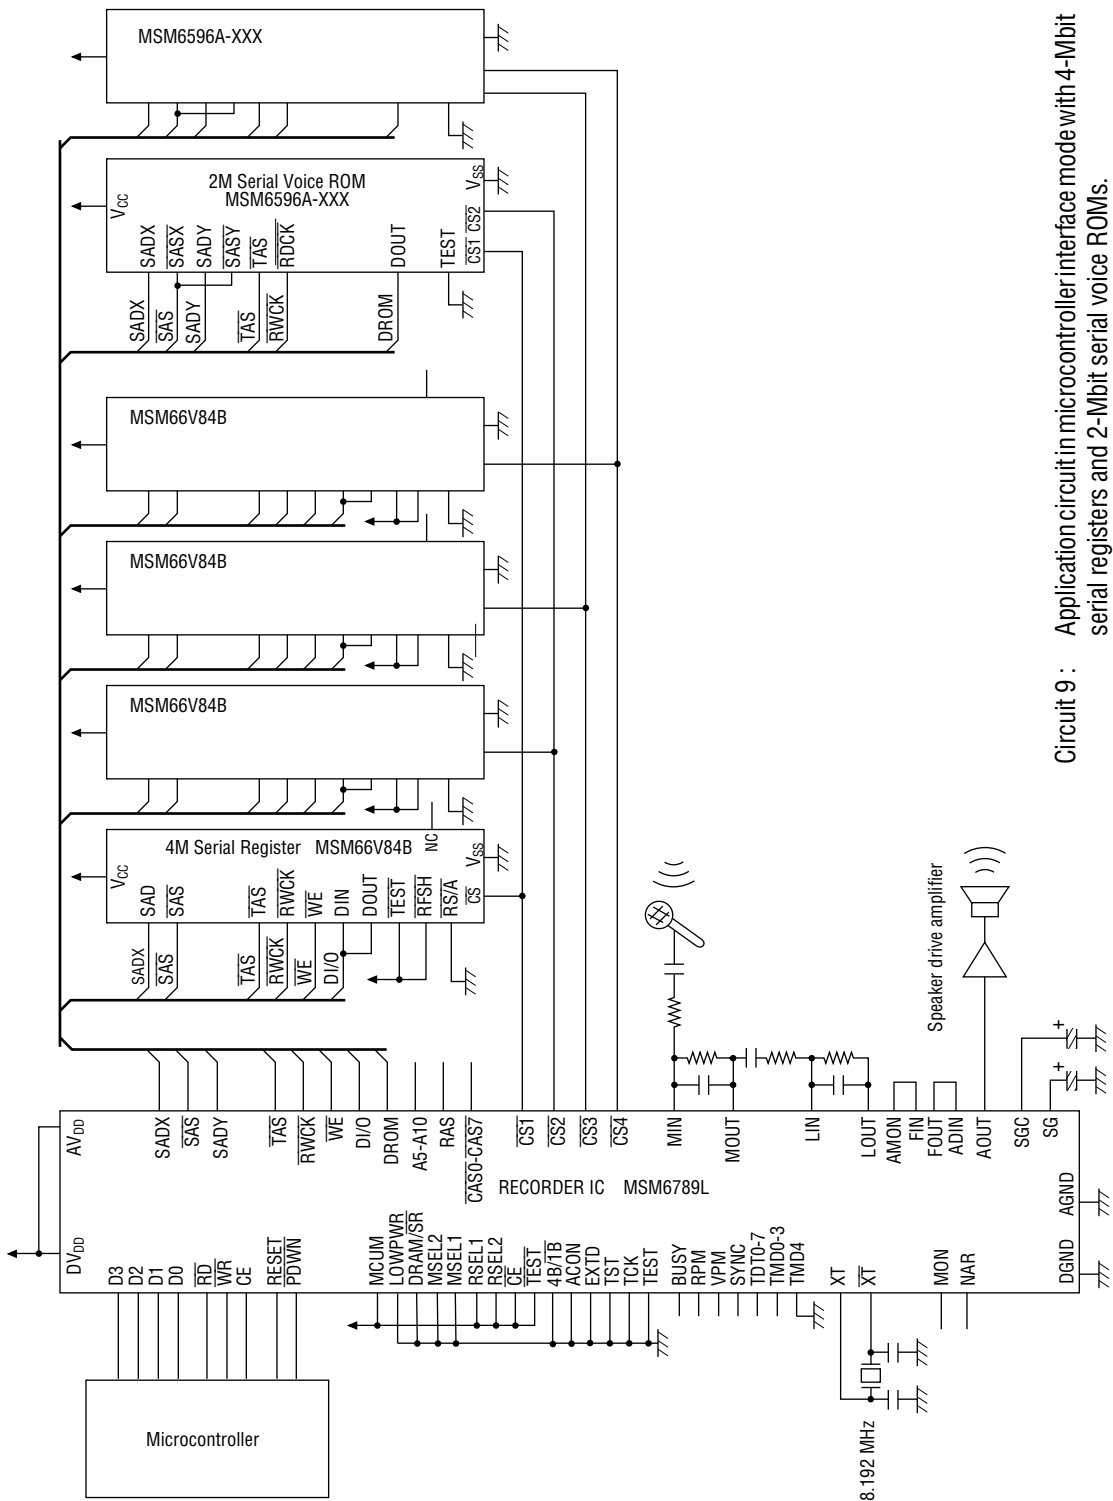 MSM6596A-XXX
2M Serial Voice ROM
MSM6596A-XXX
VCC
SADX
SASX
SADY
SASY
TAS
RDCK
DOUT
TEST
CS1
CS2
VSS
SADX
SAS
SADY
TAS
RWCK
DROM
MSM66V84B
MSM66V84B
MSM66V84B
4M Serial Register MSM66V84B
NC
VCC
SAD
SAS
TAS
RWCK
WE
DIN
DOUT
TEST
RFSH
RS/A
CS
VSS
SADX
SAS
TAS
RWCK
WE
DI/O
AVDD
SADX
SAS
SADY
TAS
RWCK
WE
DI/O
DROM
A5-A10
RAS
CAS0-CAS7
CS1
CS2
CS3
CS4
MIN
MOUT
LIN
LOUT
AMON
FIN
FOUT
ADIN
AOUT
SGC
SG
+
+
Speaker drive amplifier
RECORDER IC MSM6789L
DVDD
D3
D2
D1
D0
RD
WR
CE
RESET
PDWN
MCUM
LOWPWR
DRAM/SR
MSEL2
MSEL1
RSEL1
RSEL2
CE
TEST
4B/1B
ACON
EXTD
TST
TCK
TEST
BUSY
RPM
VPM
SYNC
TDT0-7
TMD0-3
TMD4
XT
XT
MON
NAR
DGND
AGND
Microcontroller
8.192 MHz
Circuit 9 : Application circuit in microcontroller interface mode with 4-Mbit
serial registers and 2-Mbit serial voice ROMs.